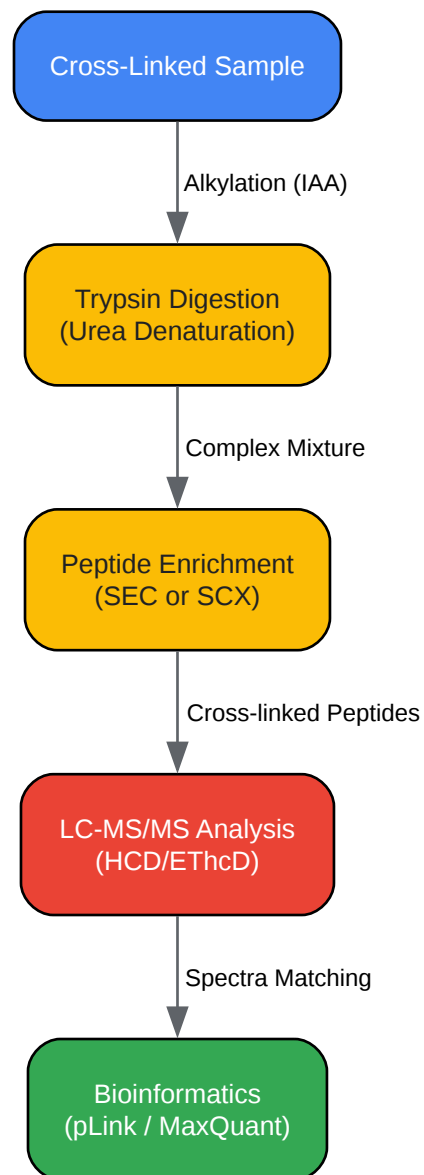 Cross-Linked Sample
Alkylation (IAA)
Trypsin Digestion
(Urea Denaturation)
Complex Mixture
Peptide Enrichment
(SEC or SCX)
Cross-linked Peptides
LC-MS/MS Analysis
(HCD/EThcD)
Spectra Matching
Bioinformatics
(pLink / MaxQuant)